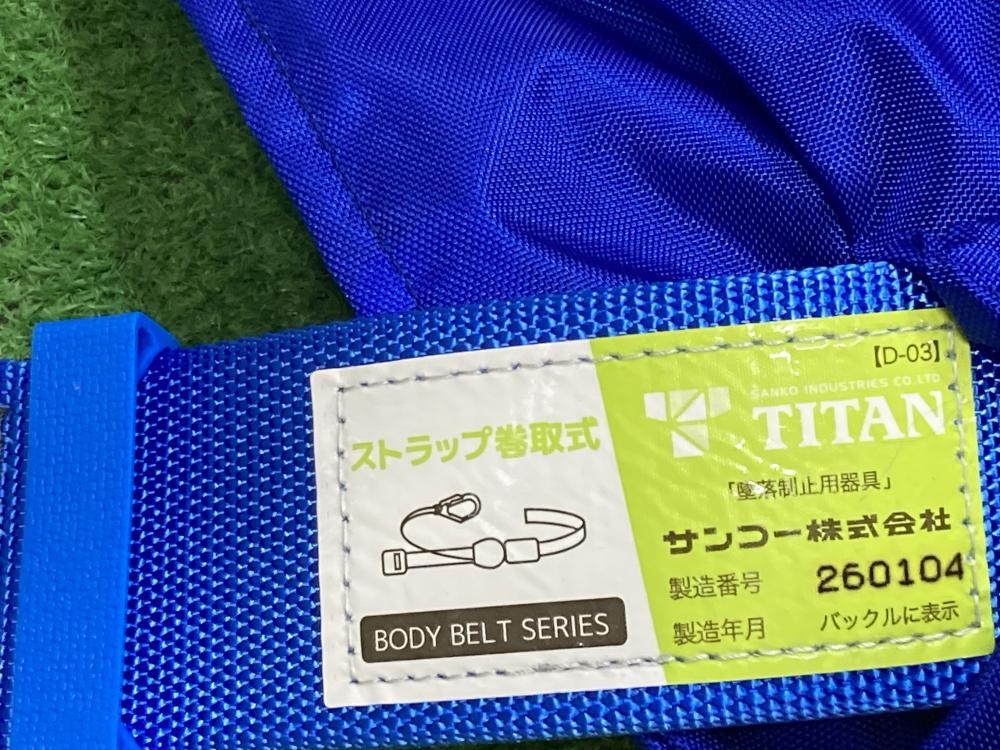 ストラップ巻取式
BODY BELT SERIES
【D-03】
SANKO INDUSTRIES CO.,LTD
TITAN
「墜落制止用器具」
サンコー株式会社
製造番号 260104
製造年月 バックルに表示